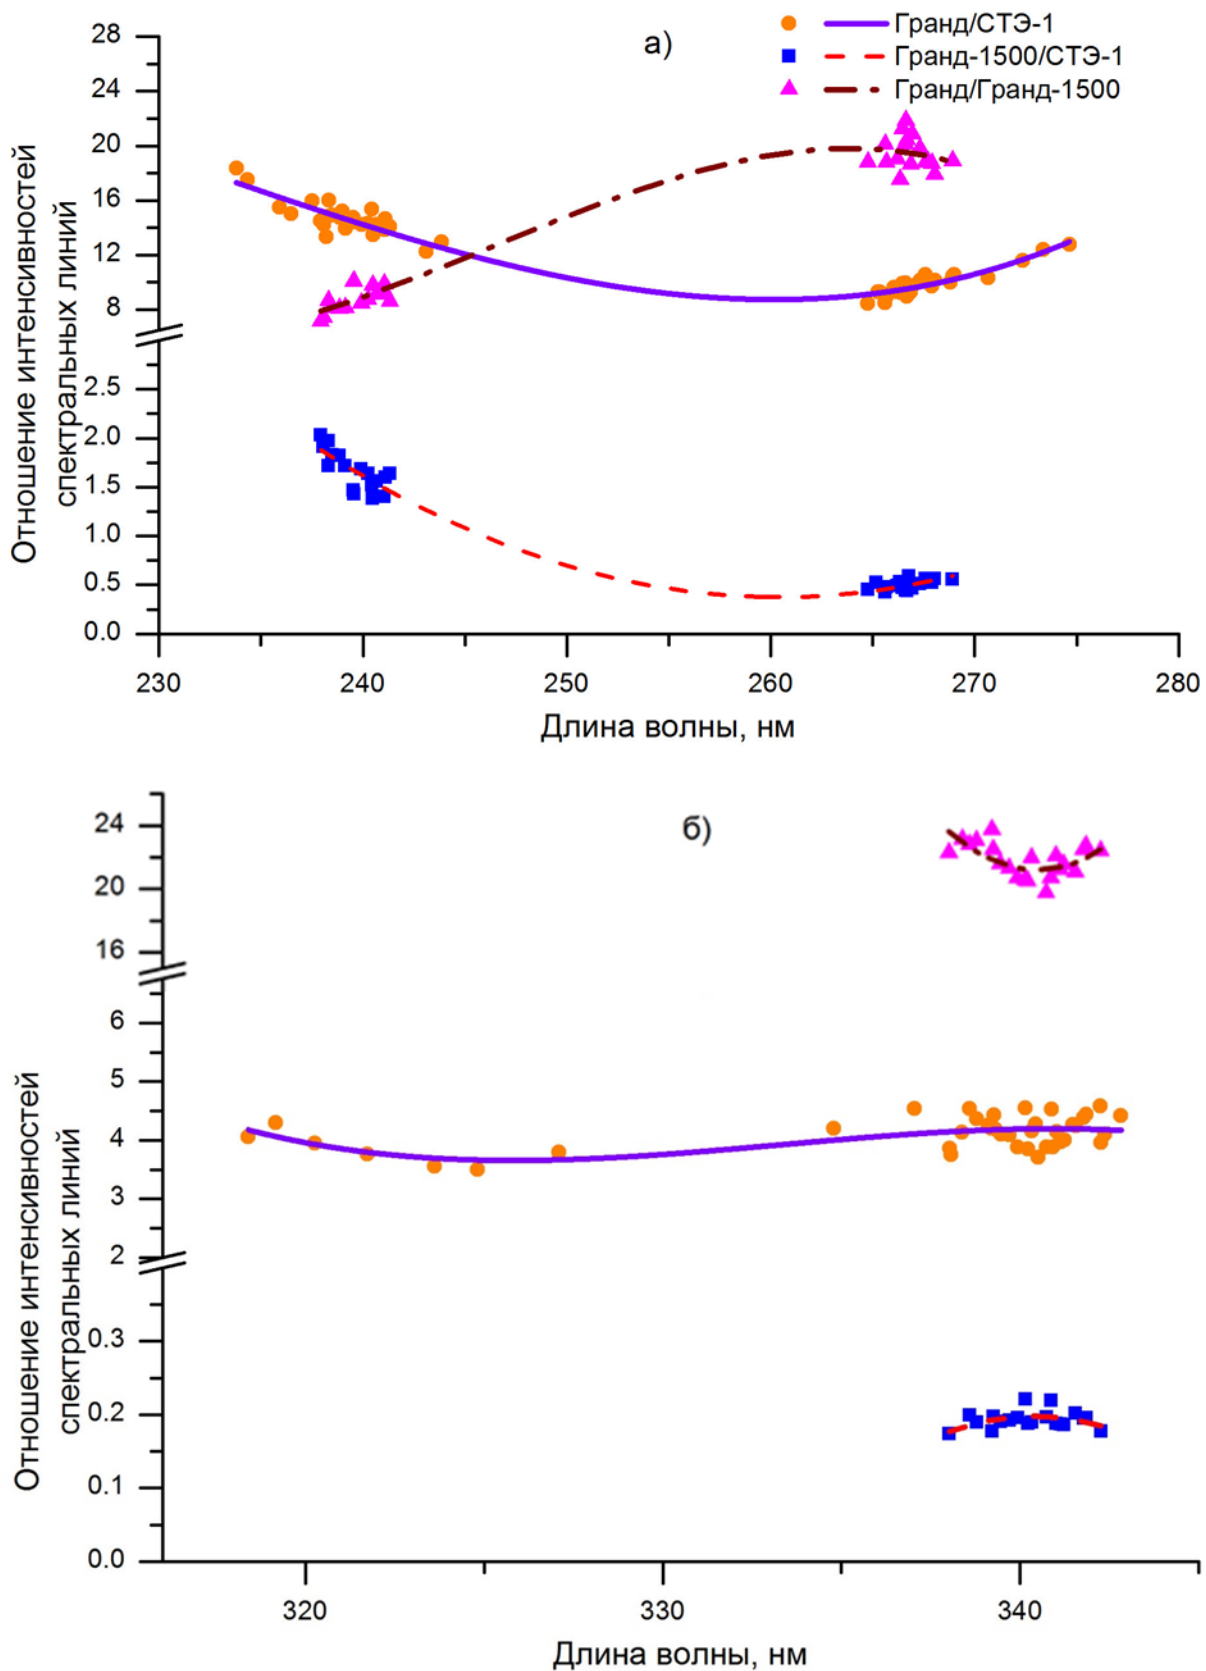 а)
Гранд/СТЭ-1
Гранд-1500/СТЭ-1
Гранд/Гранд-1500
Отношение интенсивностей
спектральных линий
28
24
20
16
12
8
2.5
2.0
1.5
1.0
0.5
0.0
230 240 250 260 270 280
Длина волны, нм
б)
Отношение интенсивностей
спектральных линий
24
20
16
6
5
4
3
2
0.3
0.2
0.1
0.0
320 330 340
Длина волны, нм